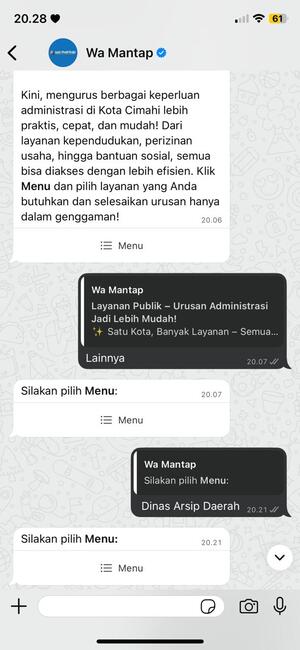 20.28
61
Wa Mantap
Kini, mengurus berbagai keperluan
administrasi di Kota Cimahi lebih
praktis, cepat, dan mudah! Dari
layanan kependudukan, perizinan
usaha, hingga bantuan sosial, semua
bisa diakses dengan lebih efisien. Klik
Menu dan pilih layanan yang Anda
butuhkan dan selesaikan urusan hanya
dalam genggaman!
20.06
Menu
Wa Mantap
Layanan Publik – Urusan Administrasi
Jadi Lebih Mudah!
✨ Satu Kota, Banyak Layanan – Semua...
Lainnya
20.07
Silakan pilih Menu:
20.07
Menu
Wa Mantap
Silakan pilih Menu:
Dinas Arsip Daerah
20.21
Silakan pilih Menu:
20.21
Menu